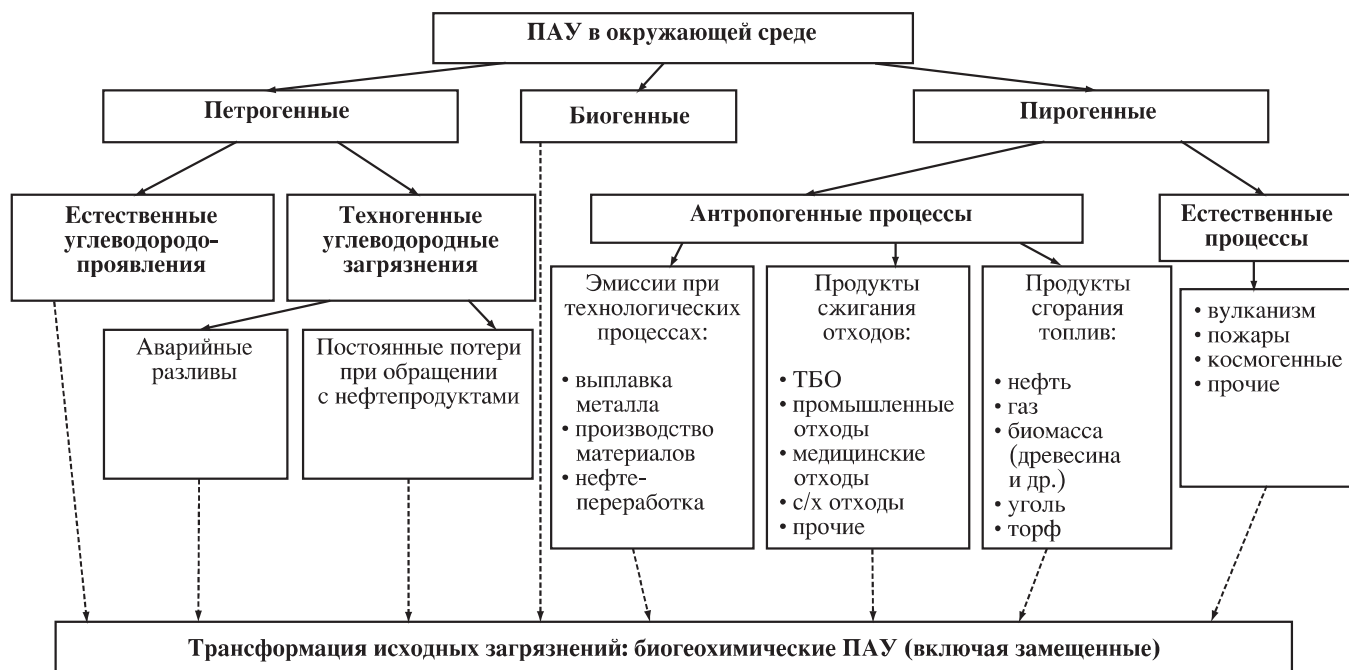 ПАУ в окружающей среде
Петрогенные
Биогенные
Пирогенные
Естественные
углеводородо-
проявления
Техногенные
углеводородные
загрязнения
Антропогенные процессы
Естественные
процессы
Аварийные
разливы
Постоянные потери
при обращении
с нефтепродуктами
Эмиссии при
технологических
процессах:
• выплавка
металла
• производство
материалов
• нефте-
переработка
Продукты
сжигания
отходов:
• ТБО
• промышленные
отходы
• медицинские
отходы
• с/х отходы
• прочие
Продукты
сгорания
топлив:
• нефть
• газ
• биомасса
(древесина
и др.)
• уголь
• торф
• вулканизм
• пожары
• космогенные
• прочие
Трансформация исходных загрязнений: биогеохимические ПАУ (включая замещенные)